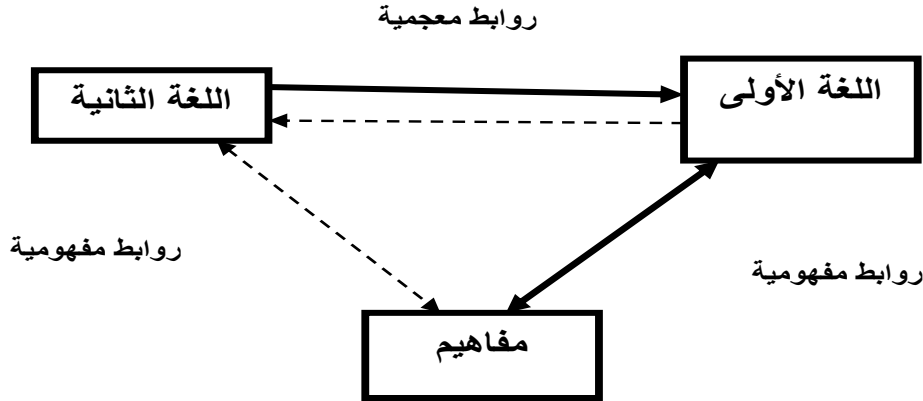 روابط معجمية
اللغة الأولى
اللغة الثانية
روابط مفهومية
روابط مفهومية
مفاهيم